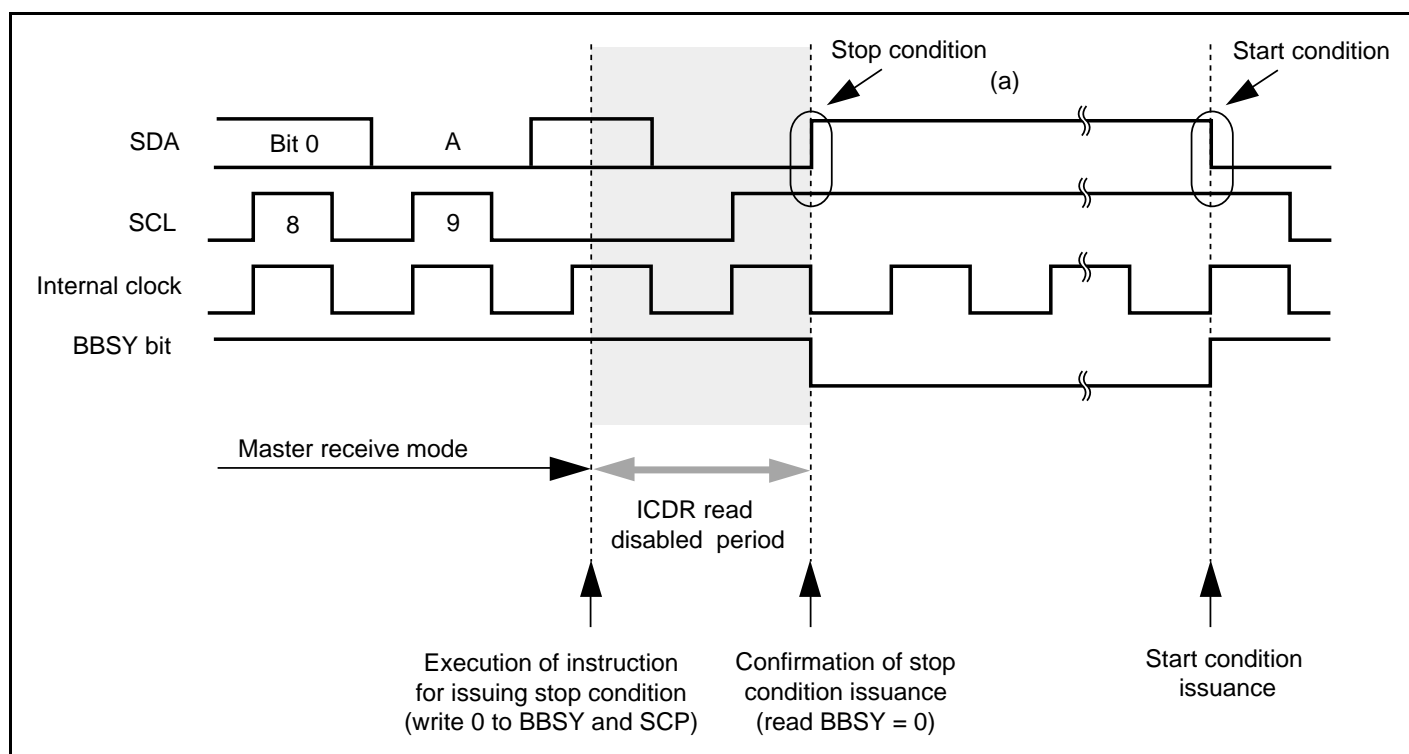 Stop condition
(a)
Start condition
SDA
Bit 0
A
SCL
8
9
Internal clock
BBSY bit
Master receive mode
ICDR read
disabled period
Execution of instruction
for issuing stop condition
(write 0 to BBSY and SCP)
Confirmation of stop
condition issuance
(read BBSY = 0)
Start condition
issuance